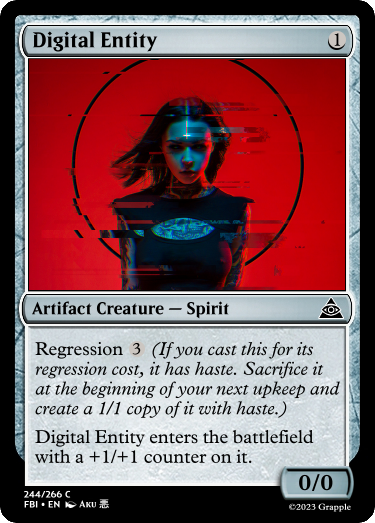 Digital Entity 1
Artifact Creature — Spirit
Regression 3 (If you cast this for its
regression cost, it has haste. Sacrifice it
at the beginning of your next upkeep and
create a 1/1 copy of it with haste.)
Digital Entity enters the battlefield
with a +1/+1 counter on it.
0/0
244/266 C
FBI • EN Aku 悪
©2023 Grapple